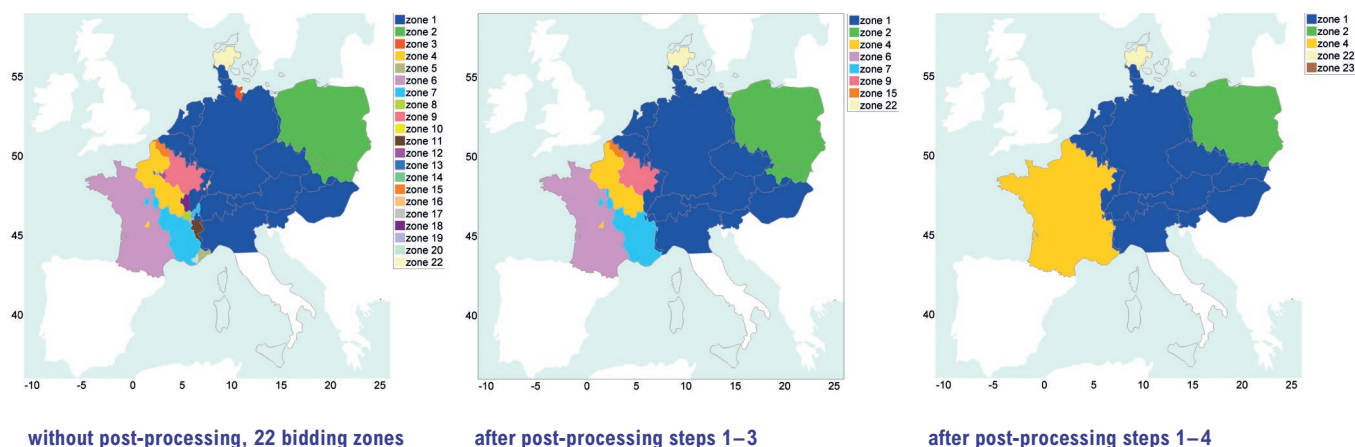 zone 1
zone 2
zone 3
zone 4
zone 5
zone 6
zone 7
zone 8
zone 9
zone 10
zone 11
zone 12
zone 13
zone 14
zone 15
zone 16
zone 17
zone 18
zone 19
zone 20
zone 22
55
50
45
40
-10 -5 0 5 10 15 20 25
without post-processing, 22 bidding zones
zone 1
zone 2
zone 4
zone 6
zone 7
zone 9
zone 15
zone 22
55
50
45
40
-10 -5 0 5 10 15 20 25
after post-processing steps 1–3
zone 1
zone 2
zone 4
zone 22
zone 23
55
50
45
40
-10 -5 0 5 10 15 20 25
after post-processing steps 1–4